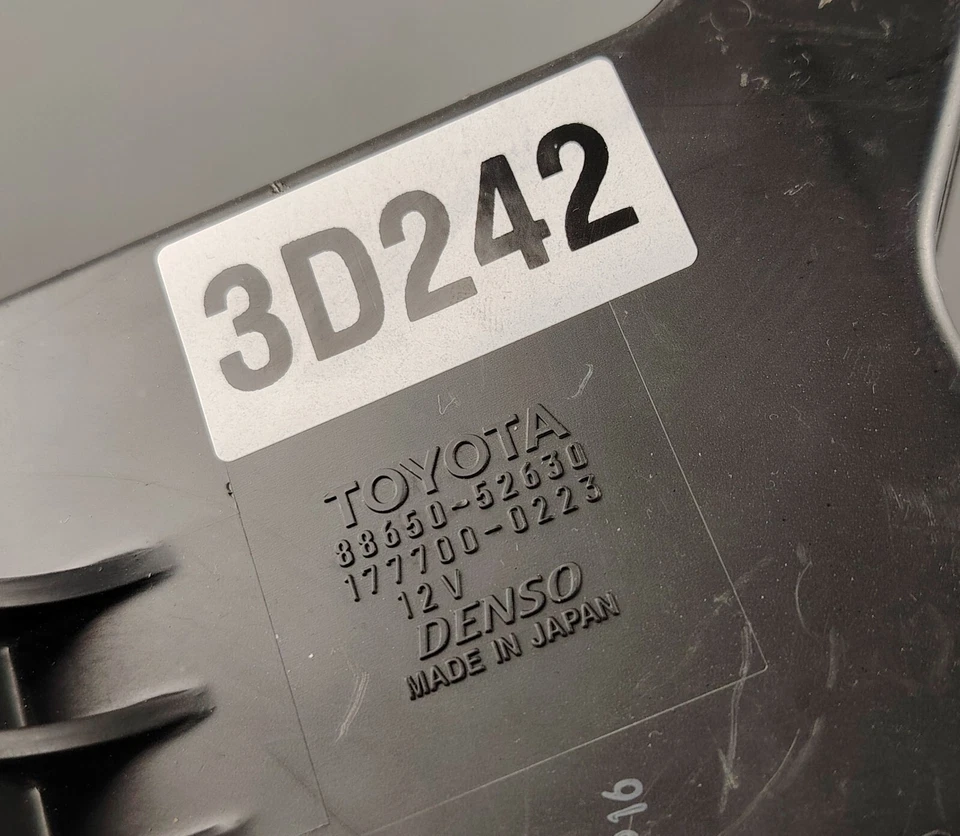 3D242
TOYOTA
88650-52630
177700-0223
12V
DENSO
MADE IN JAPAN